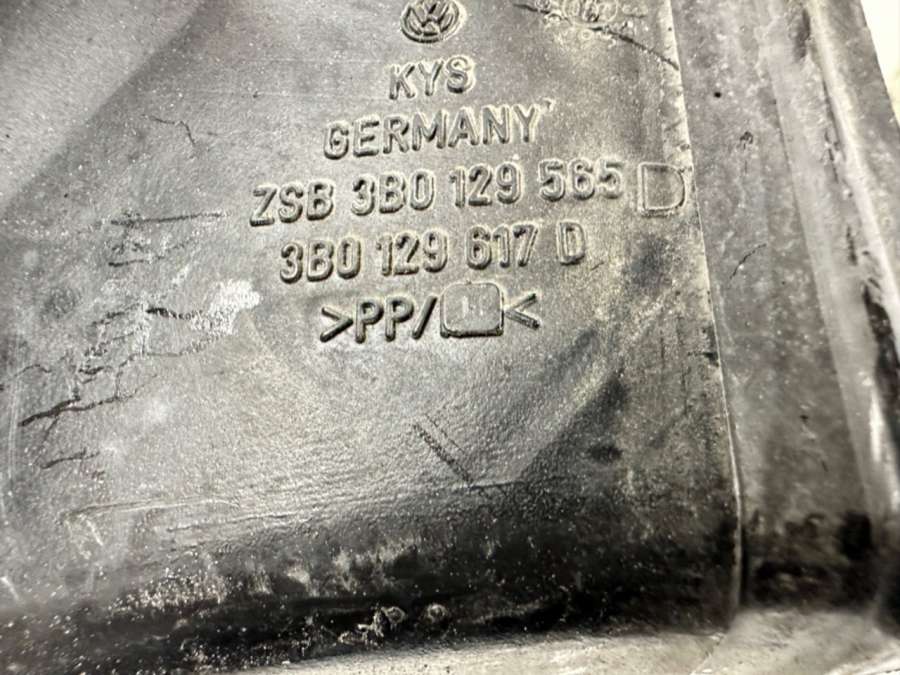 KYS
GERMANY
ZSB 3B0 129 565 D
3B0 129 617 D
>PP/ <